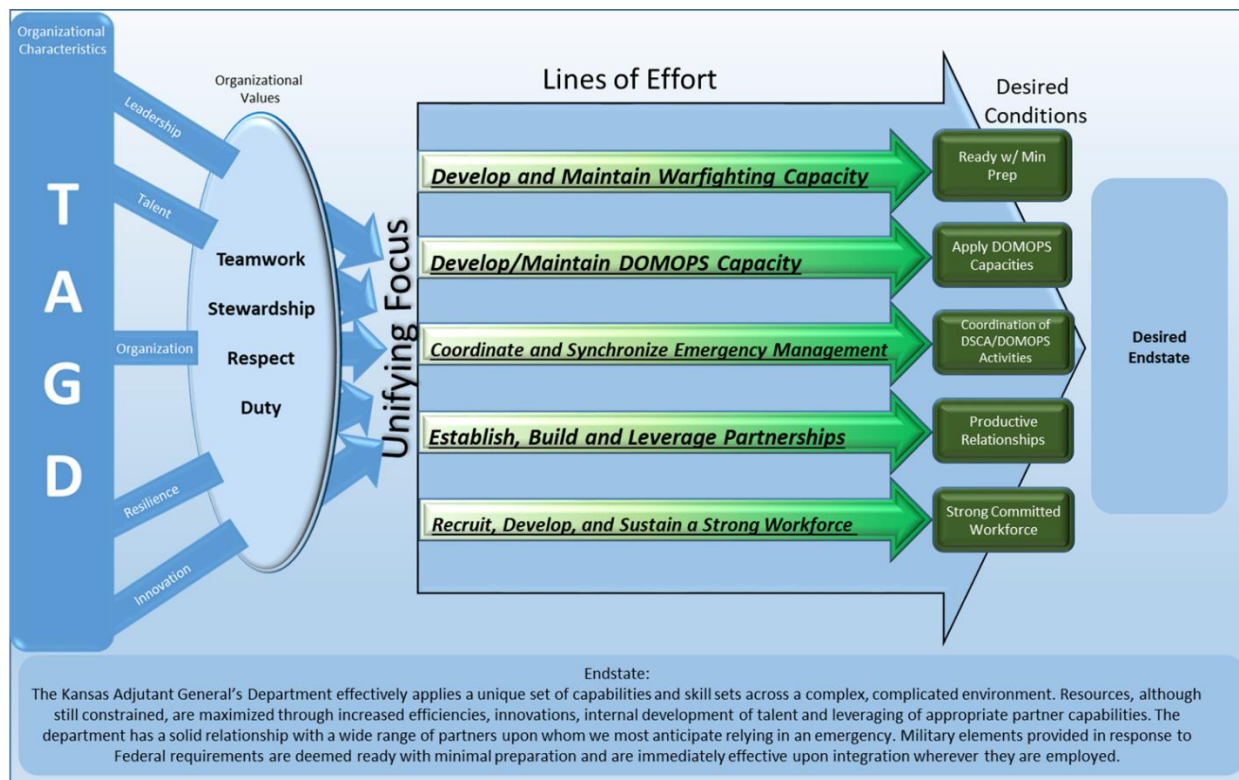 Organizational
Characteristics
T
A
G
D
Leadership
Talent
Organization
Resilience
Innovation
Organizational
Values
Teamwork
Stewardship
Respect
Duty
Unifying Focus
Lines of Effort
Develop and Maintain Warfighting Capacity
Develop/Maintain DOMOPS Capacity
Coordinate and Synchronize Emergency Management
Establish, Build and Leverage Partnerships
Recruit, Develop, and Sustain a Strong Workforce
Desired
Conditions
Ready w/ Min
Prep
Apply DOMOPS
Capacities
Coordination of
DSCA/DOMOPS
Activities
Productive
Relationships
Strong Committed
Workforce
Desired
Endstate
Endstate:
The Kansas Adjutant General’s Department effectively applies a unique set of capabilities and skill sets across a complex, complicated environment. Resources, although
still constrained, are maximized through increased efficiencies, innovations, internal development of talent and leveraging of appropriate partner capabilities. The
department has a solid relationship with a wide range of partners upon whom we most anticipate relying in an emergency. Military elements provided in response to
Federal requirements are deemed ready with minimal preparation and are immediately effective upon integration wherever they are employed.